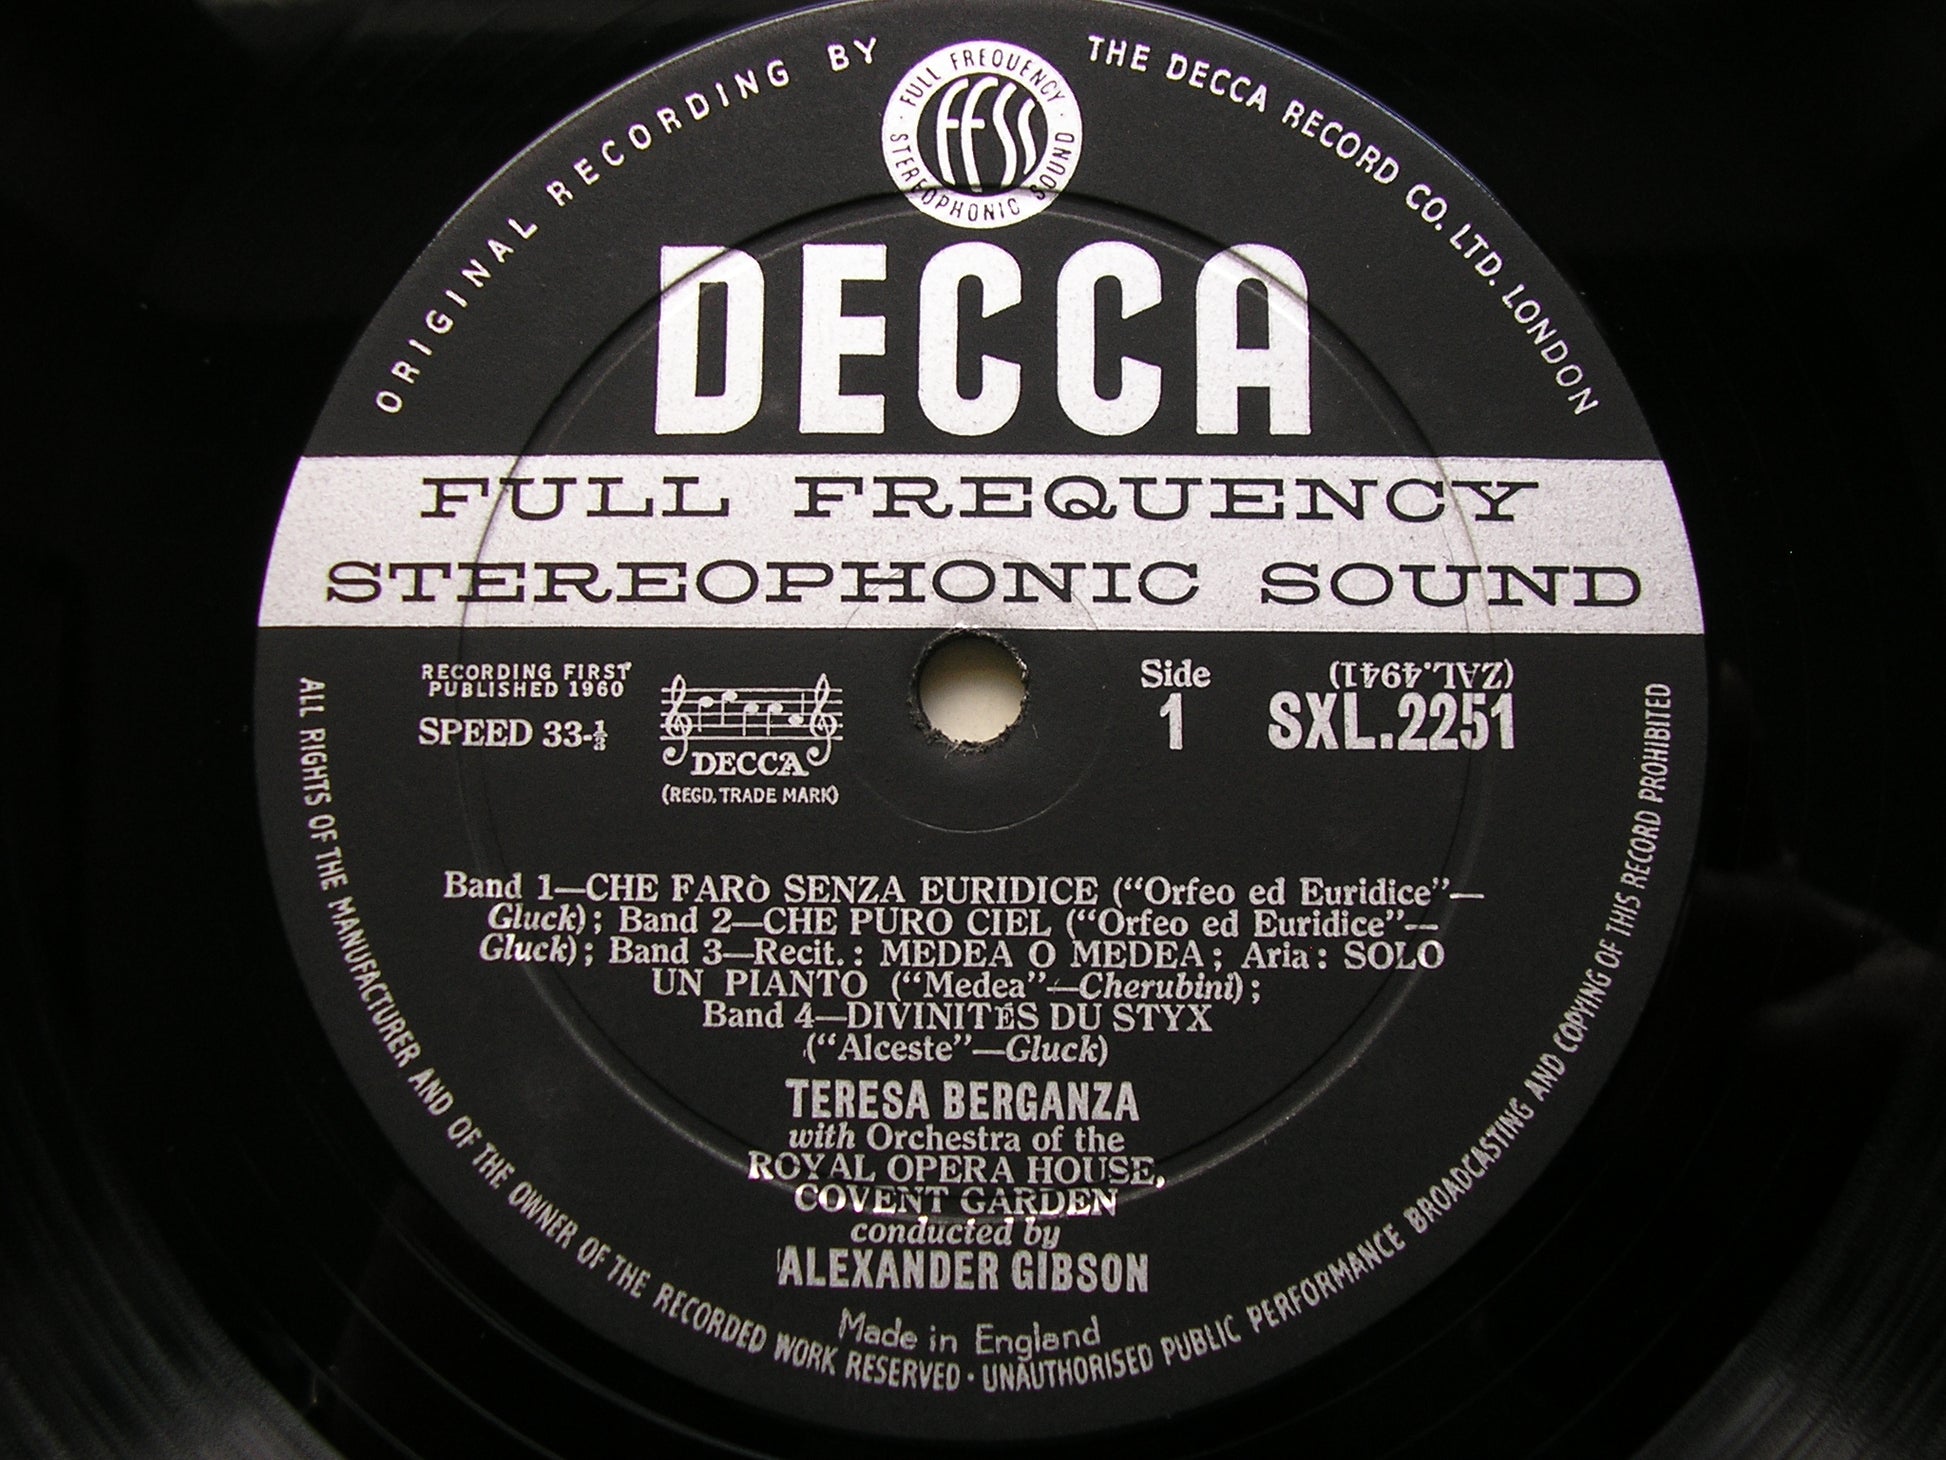 ORIGINAL RECORDING BY THE DECCA RECORD CO. LTD. LONDON
FULL FREQUENCY
ffss
STEREOPHONIC SOUND
DECCA
FULL FREQUENCY
STEREOPHONIC SOUND
RECORDING FIRST
PUBLISHED 1960
SPEED 33-⅓
DECCA
(REGD. TRADE MARK)
Side
1
(ZAL.4941)
SXL.2251
Band 1—CHE FARÒ SENZA EURIDICE (“Orfeo ed Euridice”—
Gluck); Band 2—CHE PURO CIEL (“Orfeo ed Euridice”—
Gluck); Band 3—Recit.: MEDEA O MEDEA; Aria: SOLO
UN PIANTO (“Medea”—Cherubini);
Band 4—DIVINITÉS DU STYX
(“Alceste”—Gluck)
TERESA BERGANZA
with Orchestra of the
ROYAL OPERA HOUSE,
COVENT GARDEN
conducted by
ALEXANDER GIBSON
Made in England
ALL RIGHTS OF THE MANUFACTURER AND OF THE OWNER OF THE RECORDED WORK RESERVED · UNAUTHORISED PUBLIC PERFORMANCE BROADCASTING AND COPYING OF THIS RECORD PROHIBITED